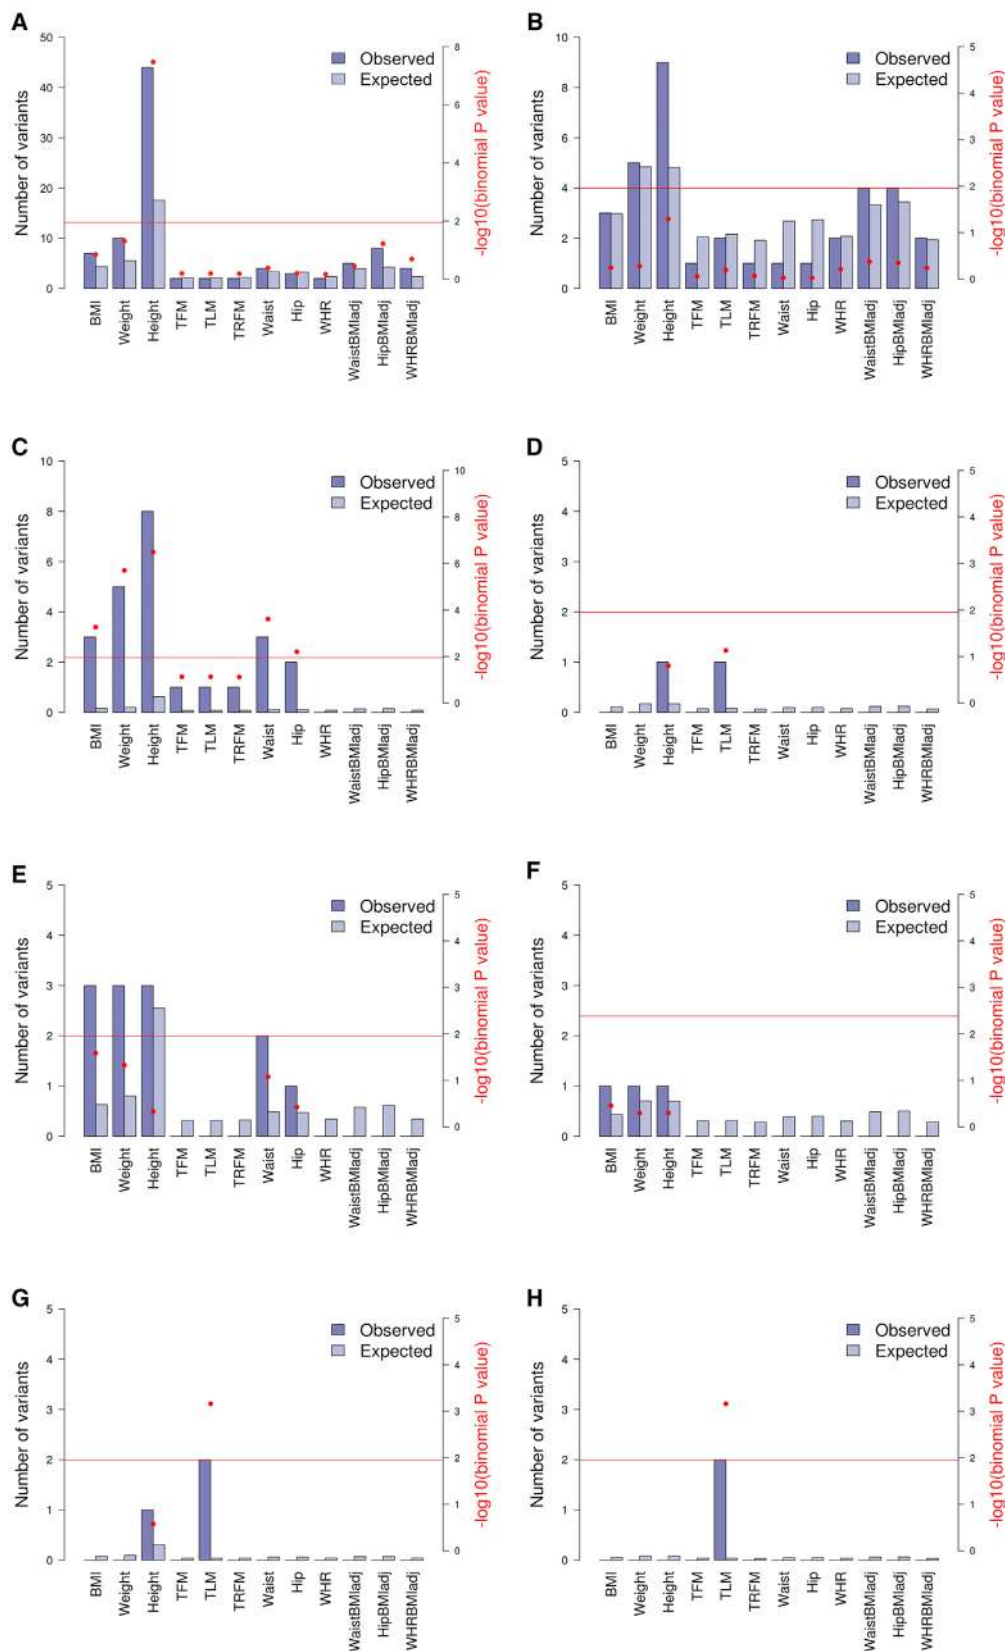 A
Number of variants
50
40
30
20
10
0
Observed
Expected
8
6
4
2
0
-log10(binomial P value)
BMI
Weight
Height
TFM
TLM
TRFM
Waist
Hip
WHR
WaistBMIadj
HipBMIadj
WHRBMIadj
B
Number of variants
10
8
6
4
2
0
Observed
Expected
5
4
3
2
1
0
-log10(binomial P value)
BMI
Weight
Height
TFM
TLM
TRFM
Waist
Hip
WHR
WaistBMIadj
HipBMIadj
WHRBMIadj
C
Number of variants
10
8
6
4
2
0
Observed
Expected
10
8
6
4
2
0
-log10(binomial P value)
BMI
Weight
Height
TFM
TLM
TRFM
Waist
Hip
WHR
WaistBMIadj
HipBMIadj
WHRBMIadj
D
Number of variants
5
4
3
2
1
0
Observed
Expected
5
4
3
2
1
0
-log10(binomial P value)
BMI
Weight
Height
TFM
TLM
TRFM
Waist
Hip
WHR
WaistBMIadj
HipBMIadj
WHRBMIadj
E
Number of variants
5
4
3
2
1
0
Observed
Expected
5
4
3
2
1
0
-log10(binomial P value)
BMI
Weight
Height
TFM
TLM
TRFM
Waist
Hip
WHR
WaistBMIadj
HipBMIadj
WHRBMIadj
F
Number of variants
5
4
3
2
1
0
Observed
Expected
5
4
3
2
1
0
-log10(binomial P value)
BMI
Weight
Height
TFM
TLM
TRFM
Waist
Hip
WHR
WaistBMIadj
HipBMIadj
WHRBMIadj
G
Number of variants
5
4
3
2
1
0
Observed
Expected
5
4
3
2
1
0
-log10(binomial P value)
BMI
Weight
Height
TFM
TLM
TRFM
Waist
Hip
WHR
WaistBMIadj
HipBMIadj
WHRBMIadj
H
Number of variants
5
4
3
2
1
0
Observed
Expected
5
4
3
2
1
0
-log10(binomial P value)
BMI
Weight
Height
TFM
TLM
TRFM
Waist
Hip
WHR
WaistBMIadj
HipBMIadj
WHRBMIadj